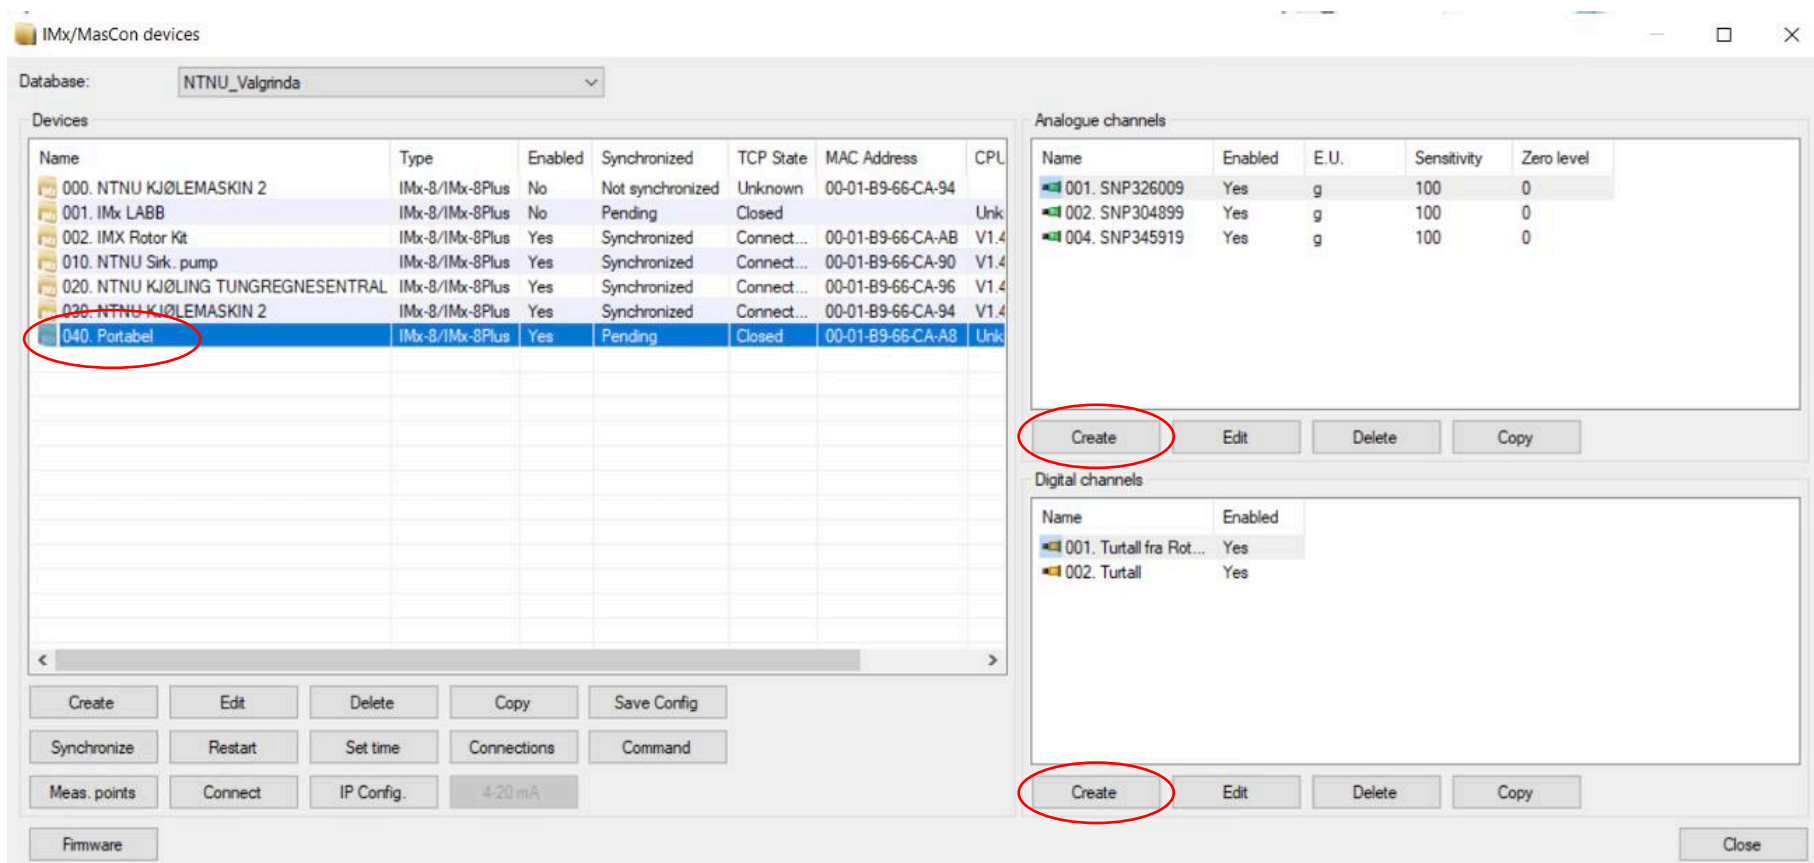 IMx/MasCon devices
Database: NTNU_Valgrinda
Devices
Name Type Enabled Synchronized TCP State MAC Address CPU
000. NTNU KJØLEMASKIN 2 IMx-8/IMx-8Plus No Not synchronized Unknown 00-01-B9-66-CA-94
001. IMx LABB IMx-8/IMx-8Plus No Pending Closed Unk
002. IMX Rotor Kit IMx-8/IMx-8Plus Yes Synchronized Connect... 00-01-B9-66-CA-AB V1.4
010. NTNU Sirk. pump IMx-8/IMx-8Plus Yes Synchronized Connect... 00-01-B9-66-CA-90 V1.4
020. NTNU KJØLING TUNGREGNESENTRAL IMx-8/IMx-8Plus Yes Synchronized Connect... 00-01-B9-66-CA-96 V1.4
030. NTNU KJØLEMASKIN 2 IMx-8/IMx-8Plus Yes Synchronized Connect... 00-01-B9-66-CA-94 V1.4
040. Portabel IMx-8/IMx-8Plus Yes Pending Closed 00-01-B9-66-CA-A8 Unk
Create Edit Delete Copy Save Config
Synchronize Restart Set time Connections Command
Meas. points Connect IP Config. 4-20 mA
Firmware
Analogue channels
Name Enabled E.U. Sensitivity Zero level
001. SNP326009 Yes g 100 0
002. SNP304899 Yes g 100 0
004. SNP345919 Yes g 100 0
Create Edit Delete Copy
Digital channels
Name Enabled
001. Turtall fra Rot... Yes
002. Turtall Yes
Create Edit Delete Copy
Close